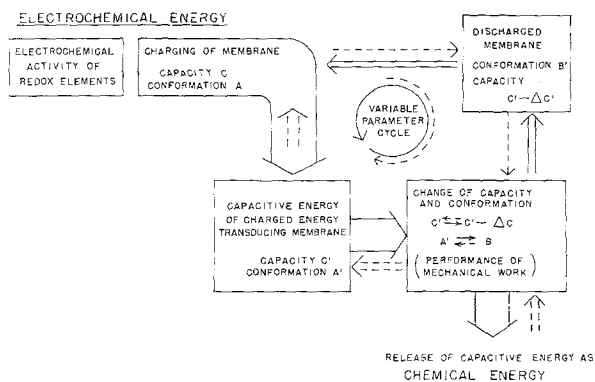 ELECTROCHEMICAL ENERGY
ELECTROCHEMICAL
ACTIVITY OF
REDOX ELEMENTS
CHARGING OF MEMBRANE
CAPACITY C
CONFORMATION A
DISCHARGED
MEMBRANE
CONFORMATION B'
CAPACITY
C'-△C'
VARIABLE
PARAMETER
CYCLE
CAPACITIVE ENERGY
OF CHARGED ENERGY
TRANSDUCING MEMBRANE
CAPACITY C'
CONFORMATION A'
CHANGE OF CAPACITY
AND CONFORMATION
C'⇄C'-△C
A'⇄B
(PERFORMANCE OF
MECHANICAL WORK)
RELEASE OF CAPACITIVE ENERGY AS
CHEMICAL ENERGY